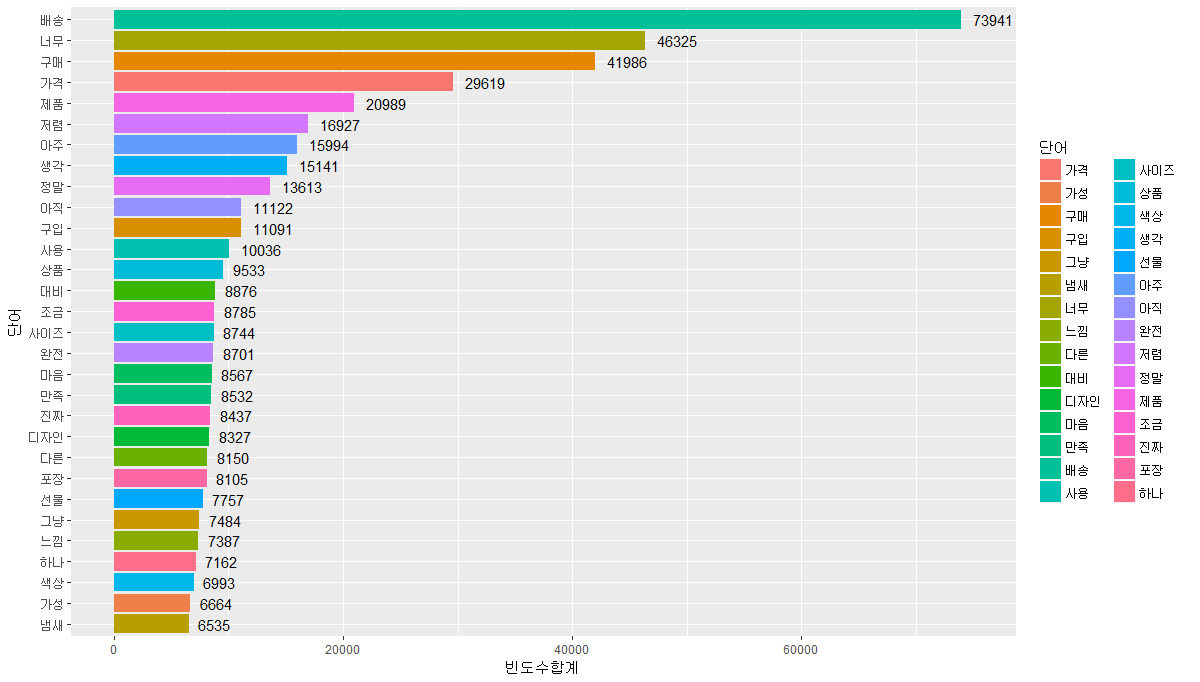 배송 73941
너무 46325
구매 41986
가격 29619
제품 20989
저렴 16927
아주 15994
생각 15141
정말 13613
아직 11122
구입 11091
사용 10036
상품 9533
대비 8876
조금 8785
사이즈 8744
완전 8701
마음 8567
만족 8532
진짜 8437
디자인 8327
다른 8150
포장 8105
선물 7757
그냥 7484
느낌 7387
하나 7162
색상 6993
가성 6664
냄새 6535
단어
0 20000 40000 60000
빈도수합계
단어
가격 사이즈
가성 상품
구매 색상
구입 생각
그냥 선물
냄새 아주
너무 아직
느낌 완전
다른 저렴
대비 정말
디자인 제품
마음 조금
만족 진짜
배송 포장
사용 하나